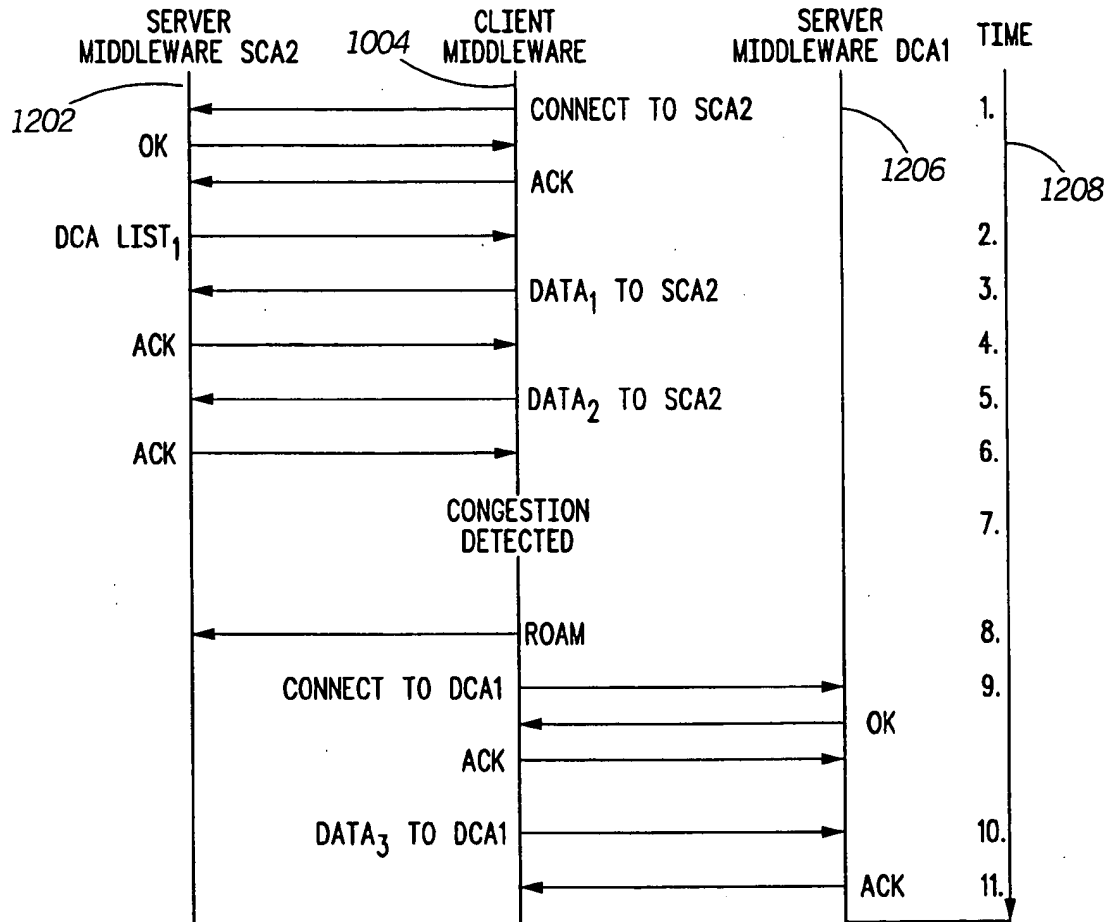 SERVER
MIDDLEWARE SCA2
CLIENT
MIDDLEWARE
SERVER
MIDDLEWARE DCA1
TIME
1004
1202
CONNECT TO SCA2
1.
OK
1206
ACK
1208
DCA LIST1
2.
DATA1 TO SCA2
3.
ACK
4.
DATA2 TO SCA2
5.
ACK
6.
CONGESTION
DETECTED
7.
ROAM
8.
CONNECT TO DCA1
9.
OK
ACK
DATA3 TO DCA1
10.
ACK
11.